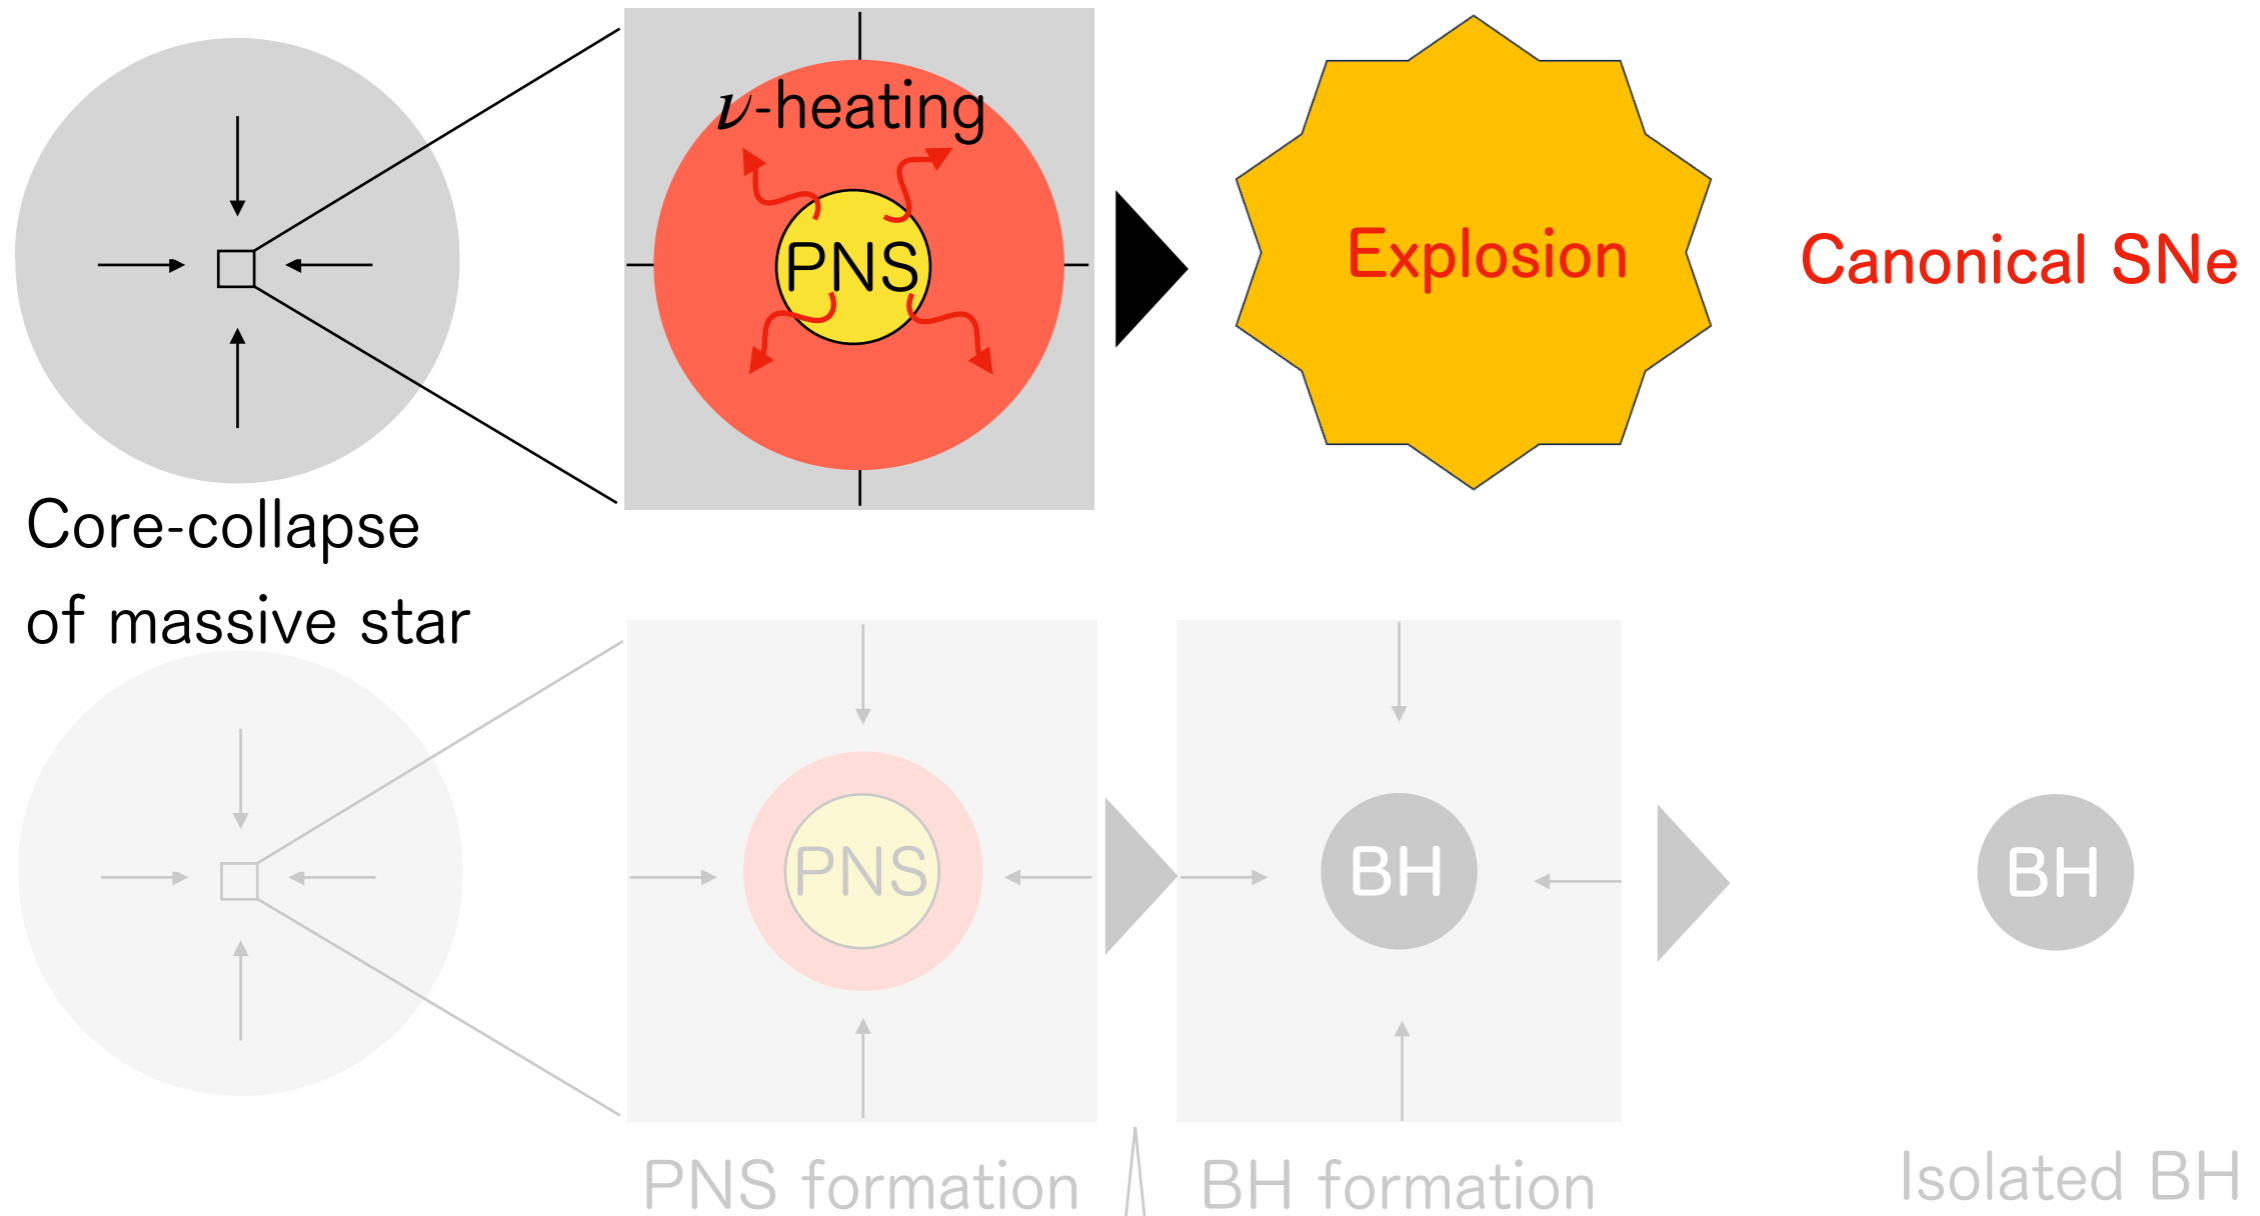 ν-heating
PNS
Explosion
Canonical SNe
Core-collapse
of massive star
PNS
BH
BH
PNS formation
BH formation
Isolated BH